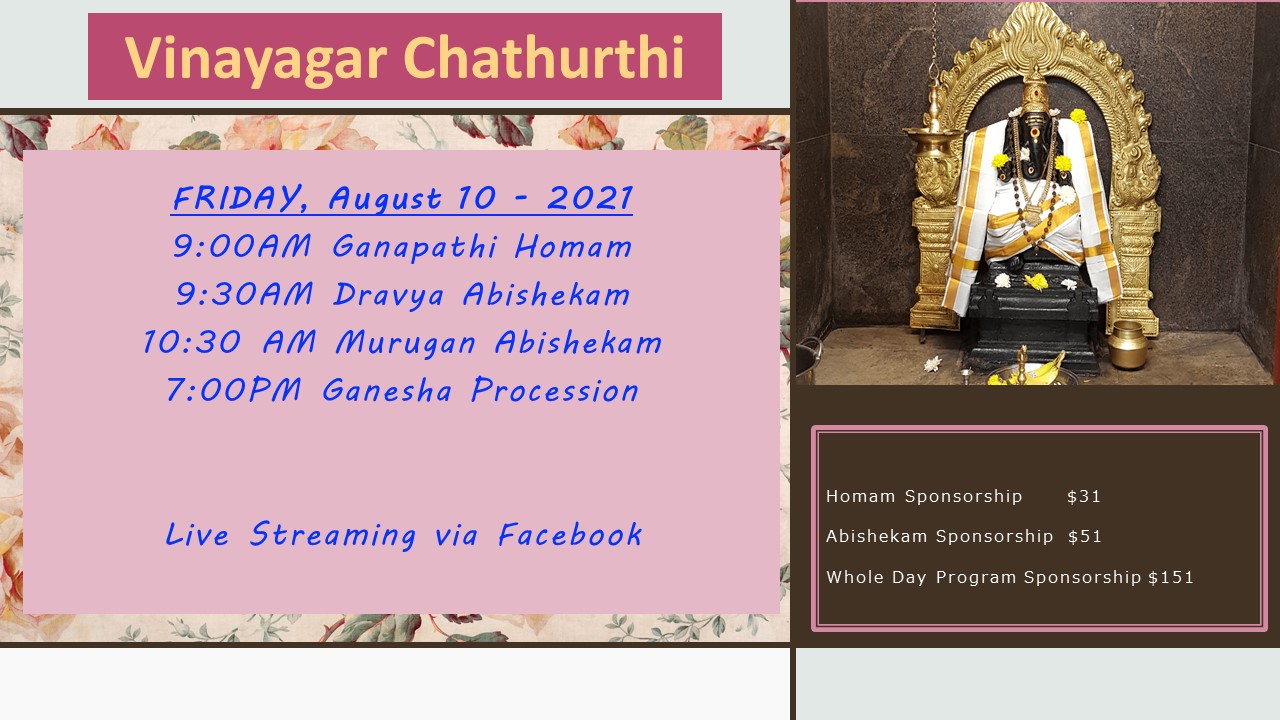 Vinayagar Chathurthi
FRIDAY, August 10 - 2021
9:00AM Ganapathi Homam
9:30AM Dravya Abishekam
10:30 AM Murugan Abishekam
7:00PM Ganesha Procession
Live Streaming via Facebook
Homam Sponsorship $31
Abishekam Sponsorship $51
Whole Day Program Sponsorship $151